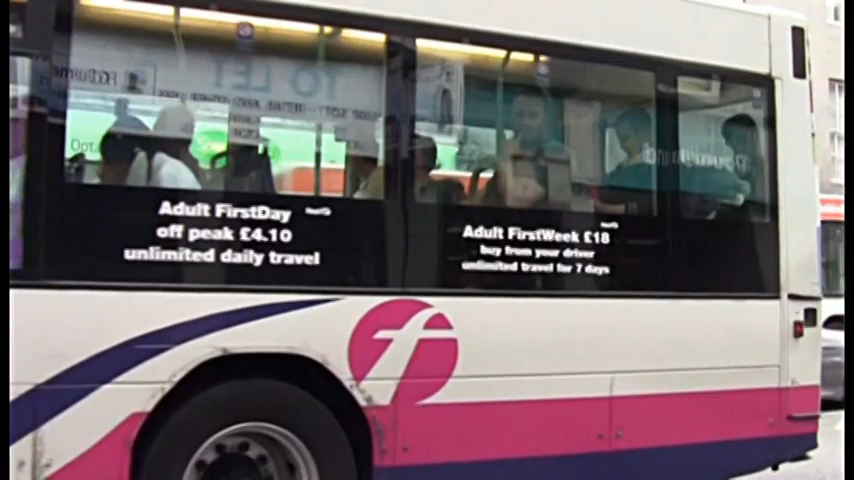 TO LET
Adult FirstDay
off peak £4.10
unlimited daily travel
Adult FirstWeek £18
buy from your driver
unlimited travel for 7 days
f